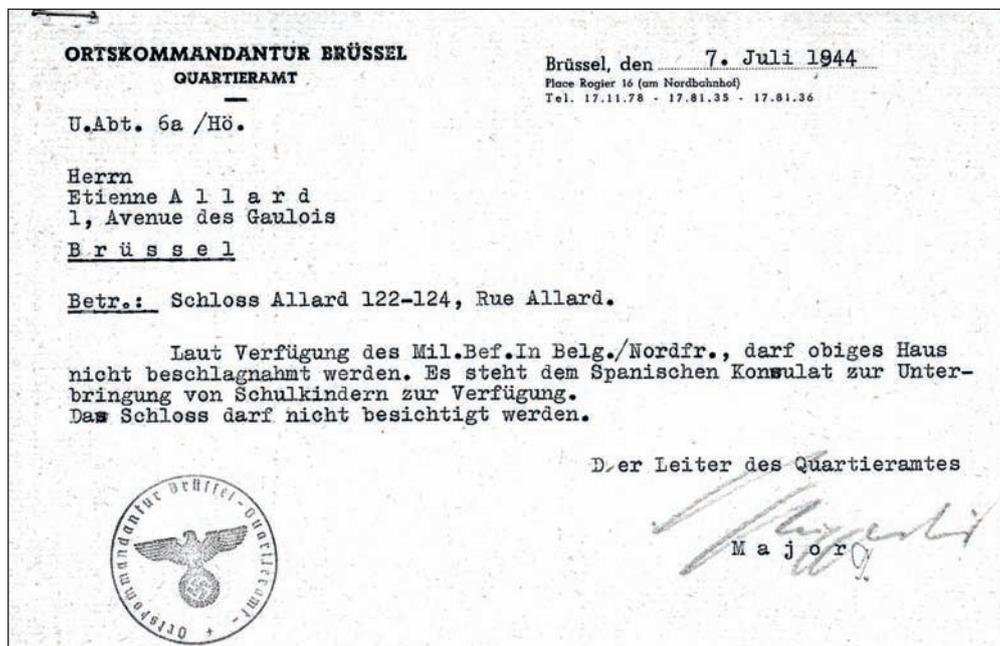 ORTSKOMMANDANTUR BRÜSSEL
QUARTIERAMT
Brüssel, den 7. Juli 1944
Place Rogier 16 (am Nordbahnhof)
Tel. 17.11.78 - 17.81.35 - 17.81.36
U.Abt. 6a /Hö.
Herrn
Etienne A l l a r d
1, Avenue des Gaulois
B r ü s s e l
Betr.: Schloss Allard 122-124, Rue Allard.
Laut Verfügung des Mil.Bef.In Belg./Nordfr., darf obiges Haus
nicht beschlagnahmt werden. Es steht dem Spanischen Konsulat zur Unter-
bringung von Schulkindern zur Verfügung.
Das Schloss darf nicht besichtigt werden.
D.er Leiter des Quartieramtes
M a j o r
Ortskommandantur Brüssel - Quartieramt -